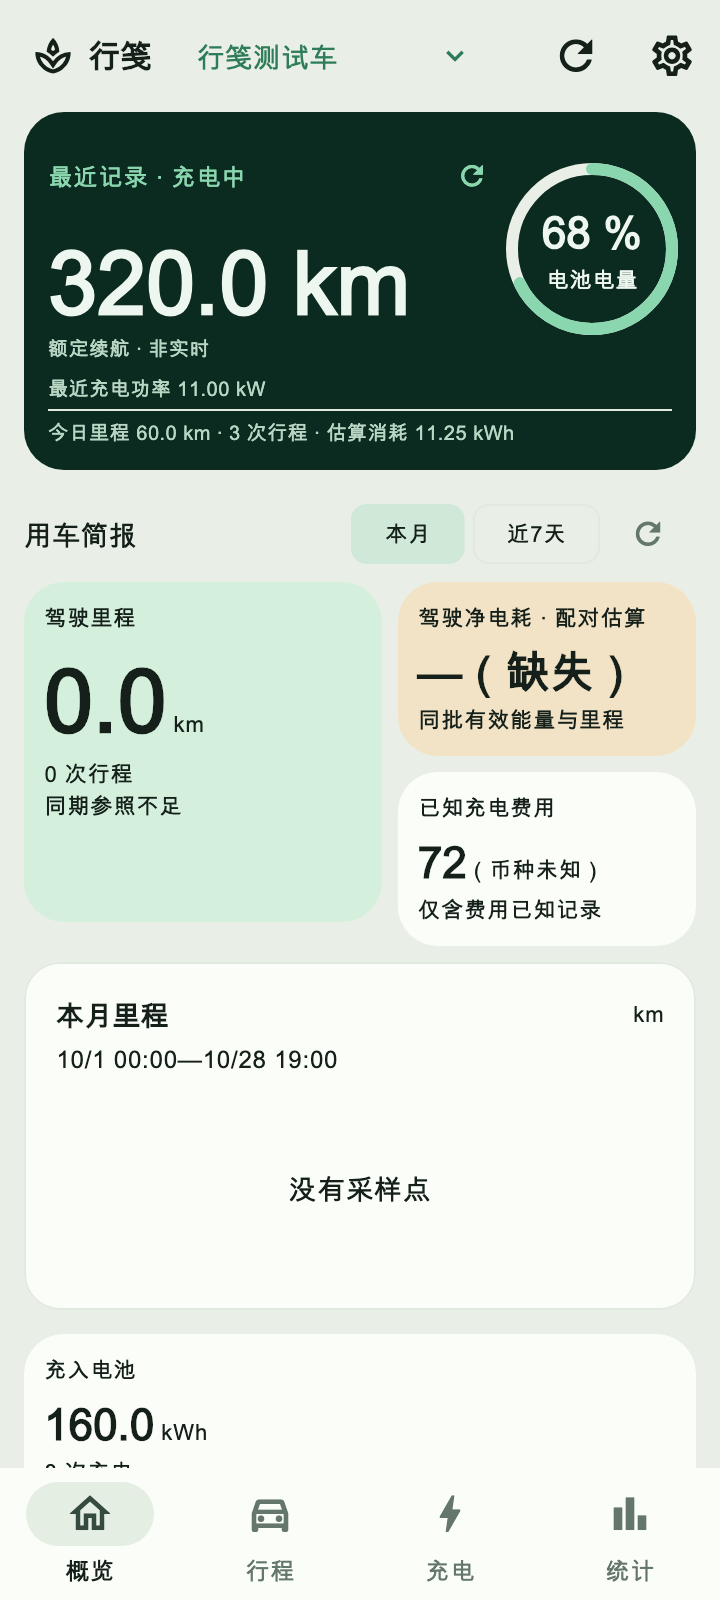 行笺
行笺测试车
最近记录 · 充电中
68 %
电池电量
320.0 km
额定续航 · 非实时
最近充电功率 11.00 kW
今日里程 60.0 km · 3 次行程 · 估算消耗 11.25 kWh
用车简报
本月
近7天
驾驶里程
0.0 km
0 次行程
同期参照不足
驾驶净电耗 · 配对估算
—（缺失）
同批有效能量与里程
已知充电费用
72（币种未知）
仅含费用已知记录
本月里程
km
10/1 00:00—10/28 19:00
没有采样点
充入电池
160.0 kWh
概览
行程
充电
统计